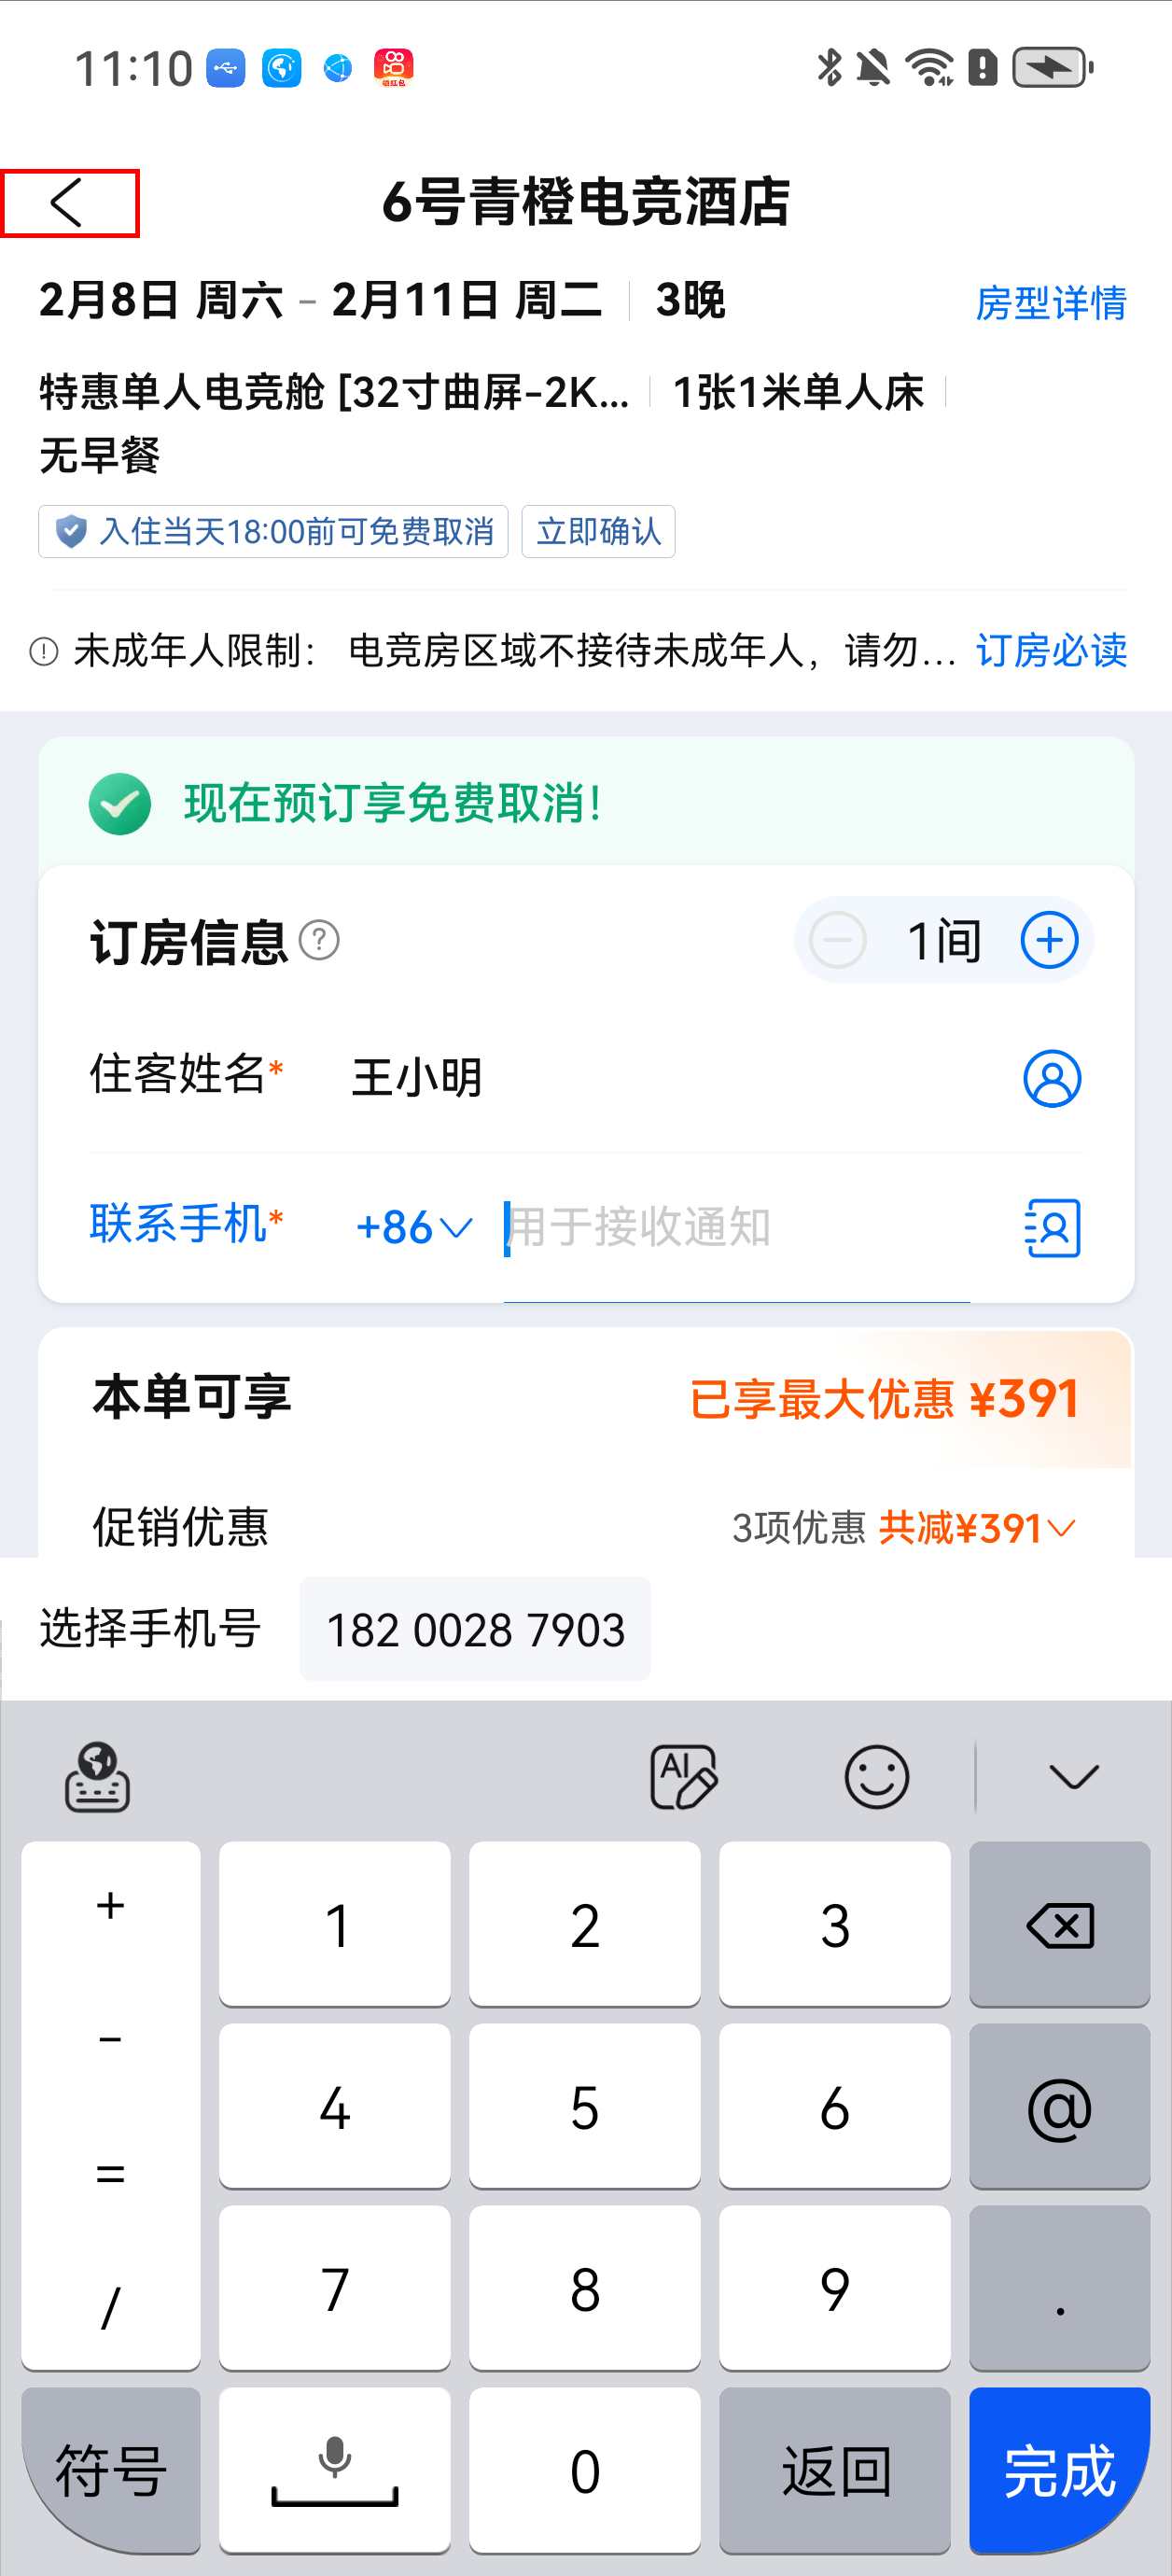 11:10
领红包
6号青橙电竞酒店
2月8日 周六 - 2月11日 周二 3晚 房型详情
特惠单人电竞舱 [32寸曲屏-2K... 1张1米单人床
无早餐
入住当天18:00前可免费取消 立即确认
未成年人限制： 电竞房区域不接待未成年人，请勿... 订房必读
现在预订享免费取消！
订房信息 ? 1间
住客姓名* 王小明
联系手机* +86 用于接收通知
本单可享 已享最大优惠 ¥391
促销优惠 3项优惠 共减¥391
选择手机号 182 0028 7903
AI
+ 1 2 3
- 4 5 6 @
=
/ 7 8 9 .
符号 0 返回 完成